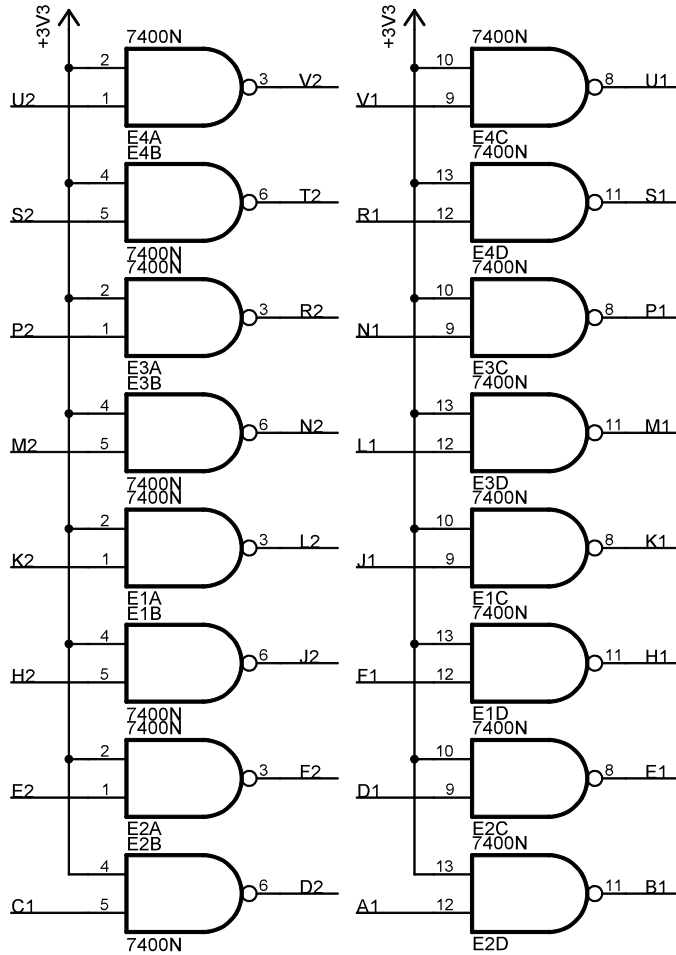 +3V3 +3V3
7400N 7400N
2 10
3 V2 8 U1
U2 1 V1 9
E4A E4C
E4B 7400N
4 13
6 T2 11 S1
S2 5 R1 12
7400N E4D
7400N 7400N
2 10
3 R2 8 P1
P2 1 N1 9
E3A E3C
E3B 7400N
4 13
6 N2 11 M1
M2 5 L1 12
7400N E3D
7400N 7400N
2 10
3 L2 8 K1
K2 1 J1 9
E1A E1C
E1B 7400N
4 13
6 J2 11 H1
H2 5 F1 12
7400N E1D
7400N 7400N
2 10
3 F2 8 E1
E2 1 D1 9
E2A E2C
E2B 7400N
4 13
6 D2 11 B1
C1 5 A1 12
7400N E2D